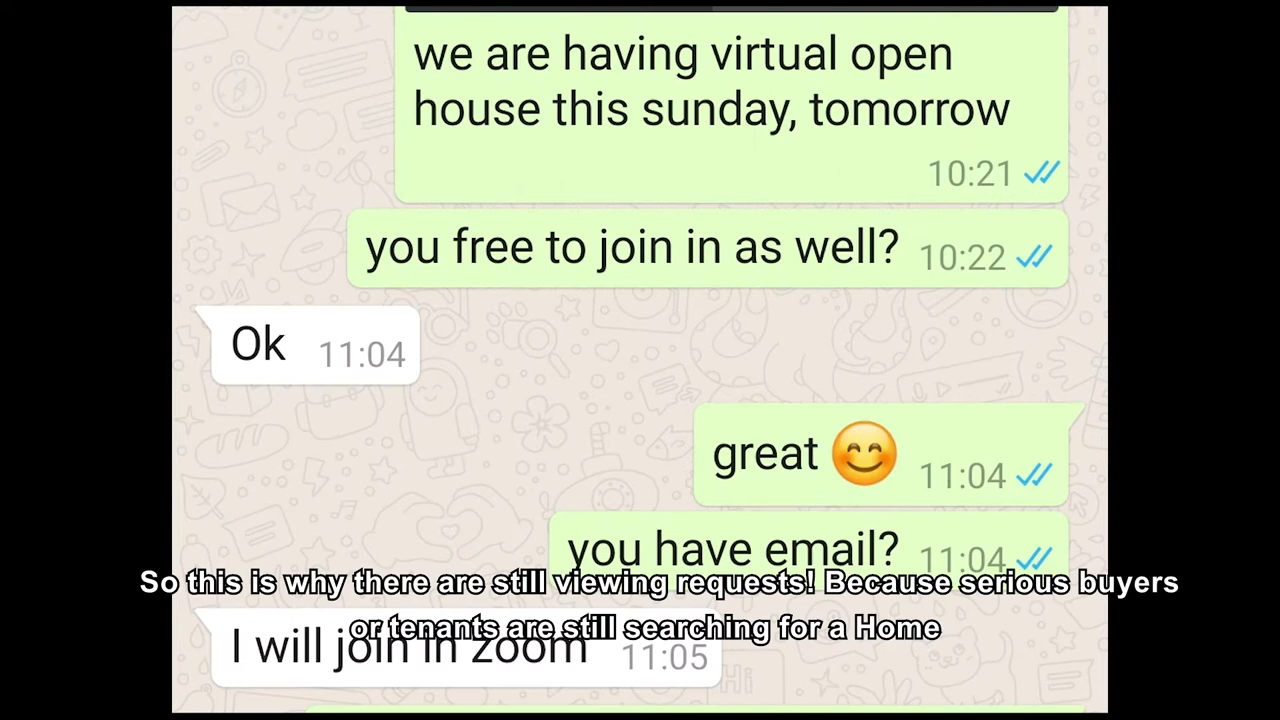 we are having virtual open
house this sunday, tomorrow
10:21
you free to join in as well? 10:22
Ok 11:04
great 😊 11:04
you have email? 11:04
So this is why there are still viewing requests! Because serious buyers
or tenants are still searching for a Home
I will join in zoom 11:05